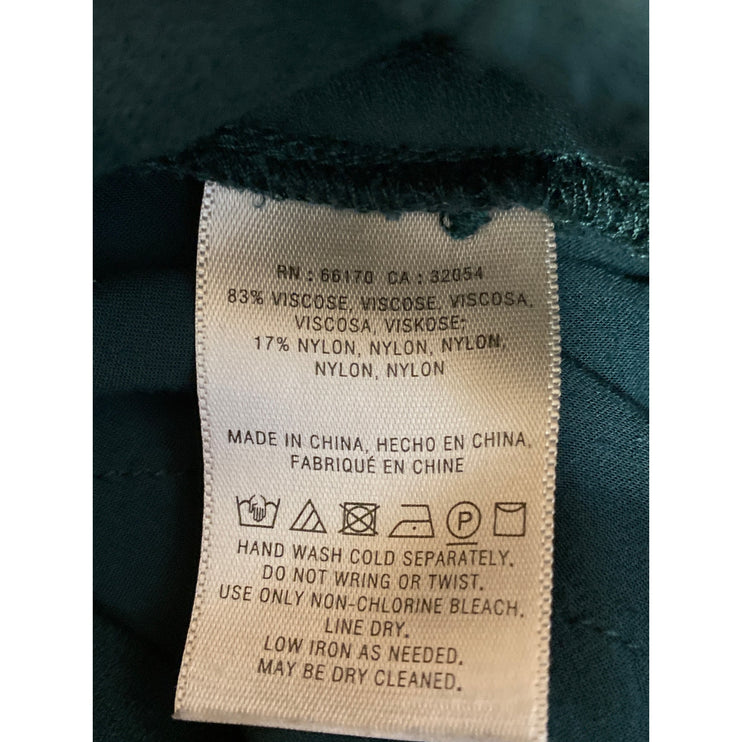 RN : 66170 CA : 32054
83% VISCOSE, VISCOSE, VISCOSA,
VISCOSA, VISKOSE;
17% NYLON, NYLON, NYLON,
NYLON, NYLON
MADE IN CHINA, HECHO EN CHINA,
FABRIQUÉ EN CHINE
P
HAND WASH COLD SEPARATELY.
DO NOT WRING OR TWIST.
USE ONLY NON-CHLORINE BLEACH.
LINE DRY.
LOW IRON AS NEEDED.
MAY BE DRY CLEANED.